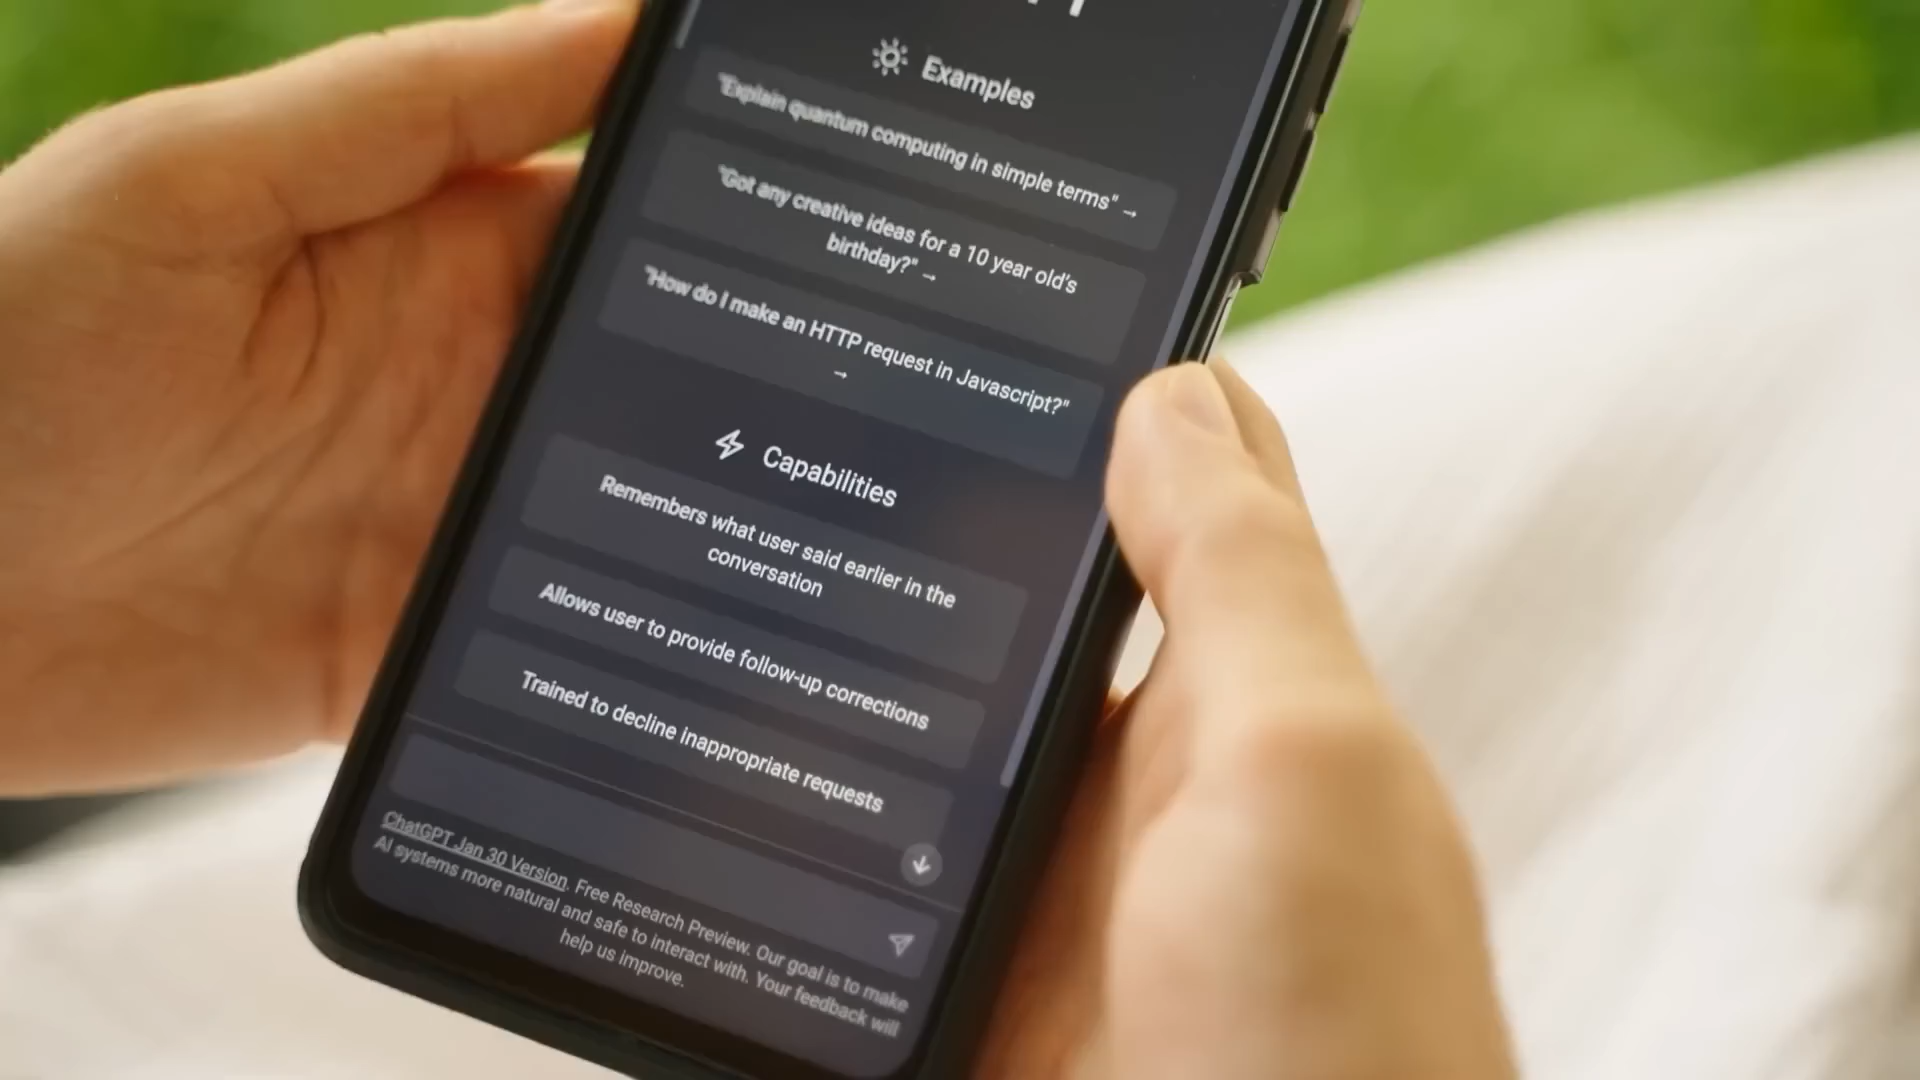 Examples
"Explain quantum computing in simple terms" →
"Got any creative ideas for a 10 year old's
birthday?" →
"How do I make an HTTP request in Javascript?"
→
Capabilities
Remembers what user said earlier in the
conversation
Allows user to provide follow-up corrections
Trained to decline inappropriate requests
ChatGPT Jan 30 Version. Free Research Preview. Our goal is to make
AI systems more natural and safe to interact with. Your feedback will
help us improve.